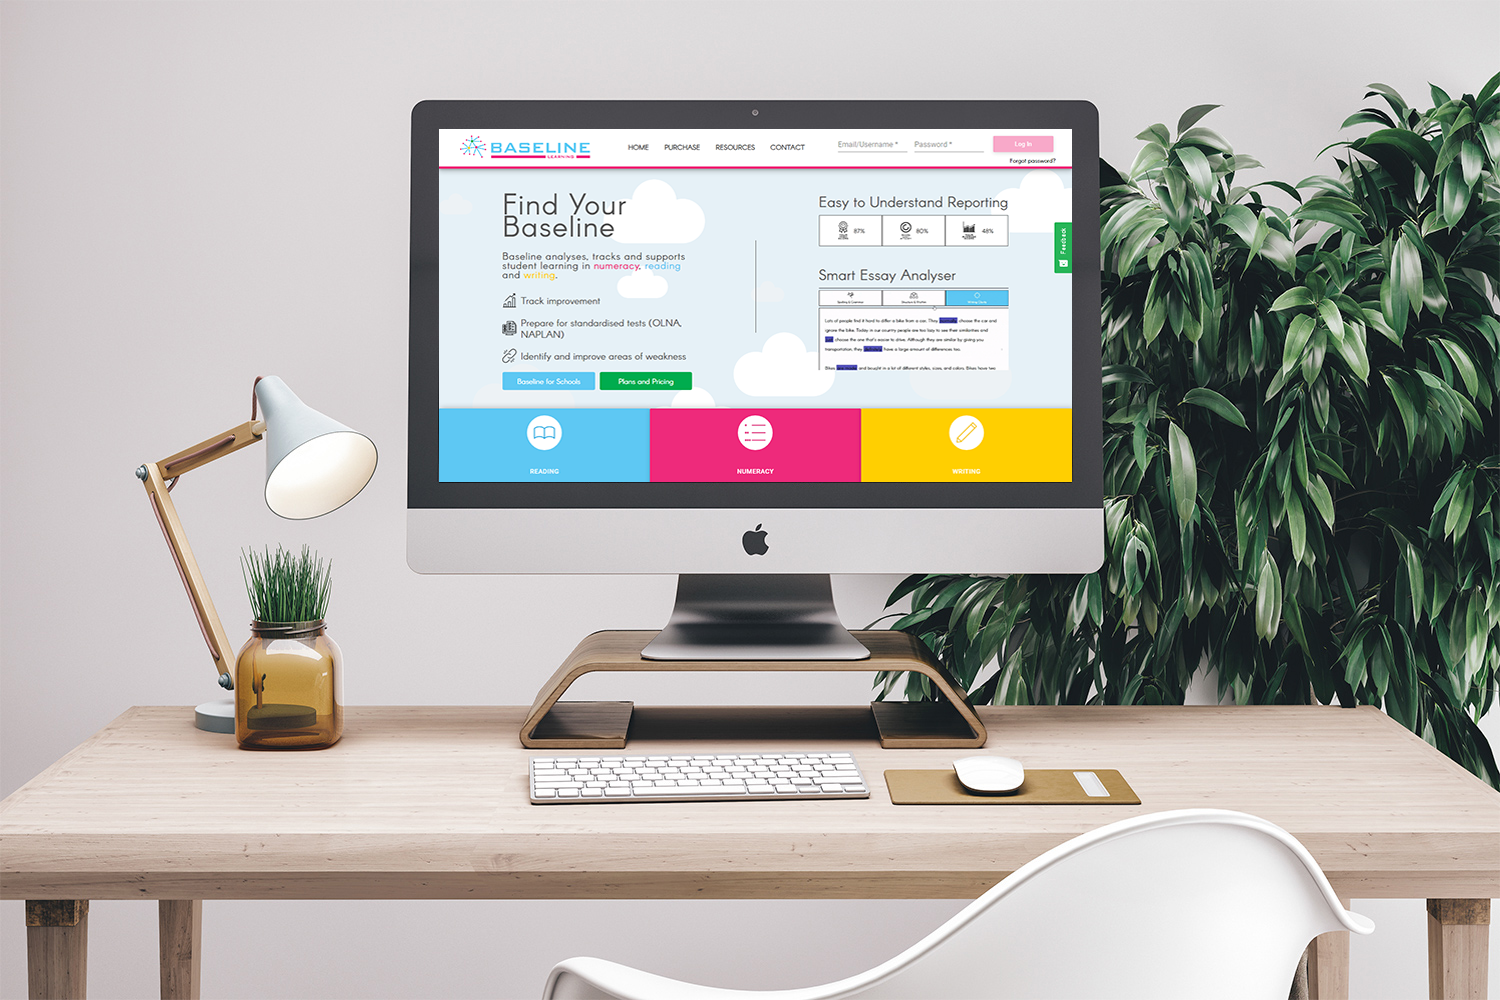 BASELINE
LEARNING
HOME PURCHASE RESOURCES CONTACT
Email/Username * Password * Log In
Forgot password?
Find Your
Baseline
Baseline analyses, tracks and supports
student learning in numeracy, reading
and writing.
Track improvement
Prepare for standardised tests (OLNA,
NAPLAN)
Identify and improve areas of weakness
Baseline for Schools Plans and Pricing
Easy to Understand Reporting
87% 80% 48%
Smart Essay Analyser
Lots of people find it hard to differ a bike from a car. They choose the car and
ignore the bike. Today in our country people are too lazy to see their similarities and
choose the one that's easier to drive. Although they are similar by giving you
transportation, they have a large amount of differences too.
Bikes and bought in a lot of different styles, sizes, and colors. Bikes have two
Feedback
READING NUMERACY WRITING